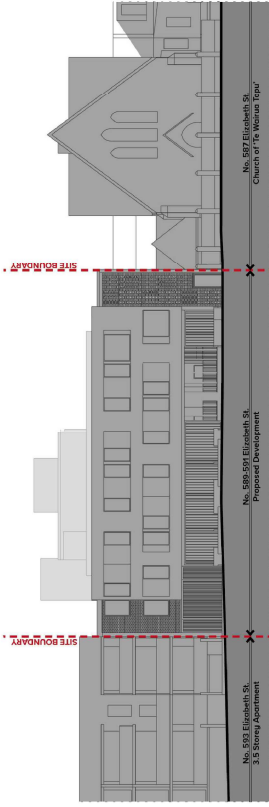 No. 593 Elizabeth St.
3.5 Storey Apartment
SITE BOUNDARY
No. 589-591 Elizabeth St.
Proposed Development
SITE BOUNDARY
No. 587 Elizabeth St.
Church of 'Te Wairua Tapu'